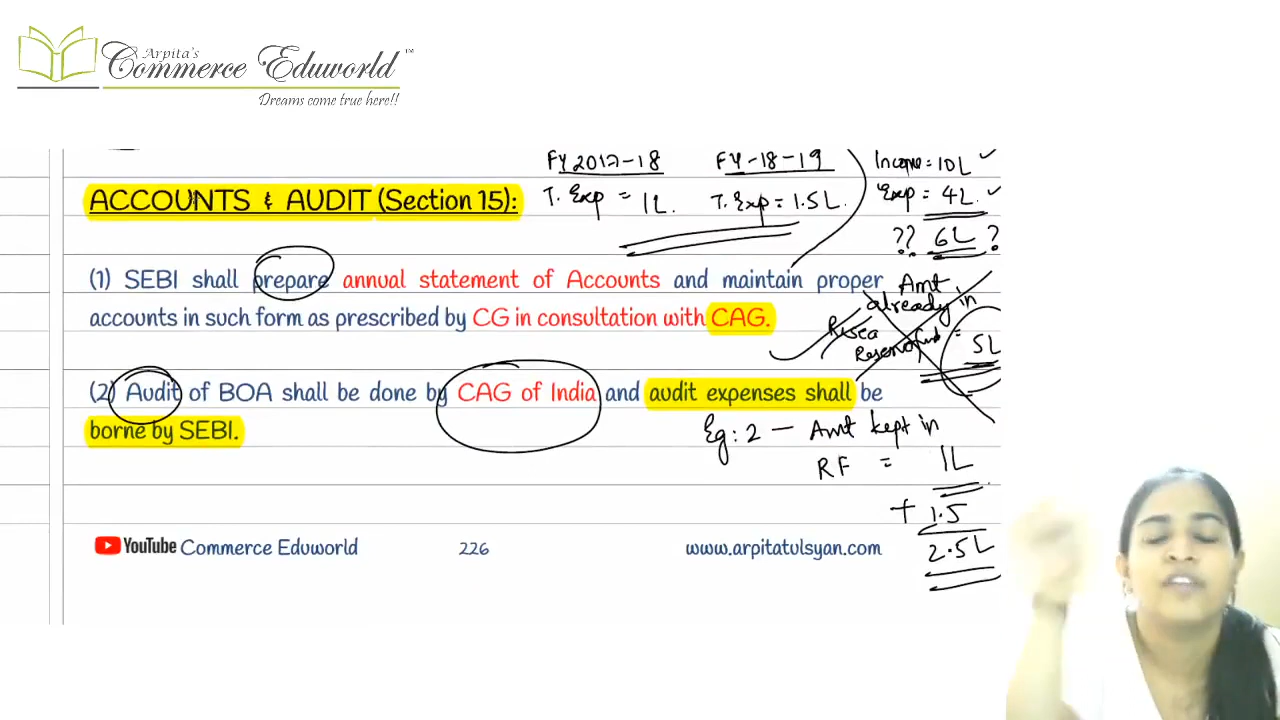 Arpita's
Commerce Eduworld™
Dreams come true here!!
FY 2017-18
T. Exp = 1L.
FY-18-19
T. Exp = 1.5L.
Income = 10L
Exp = 4L
?? 6L ?
ACCOUNTS & AUDIT (Section 15):
(1) SEBI shall prepare annual statement of Accounts and maintain proper
accounts in such form as prescribed by CG in consultation with CAG.
Amt
already in
5L
(2) Audit of BOA shall be done by CAG of India and audit expenses shall be
borne by SEBI.
Eg: 2 — Amt kept in
RF = 1L
+ 1.5
2.5L
YouTube Commerce Eduworld
226
www.arpitatulsyan.com